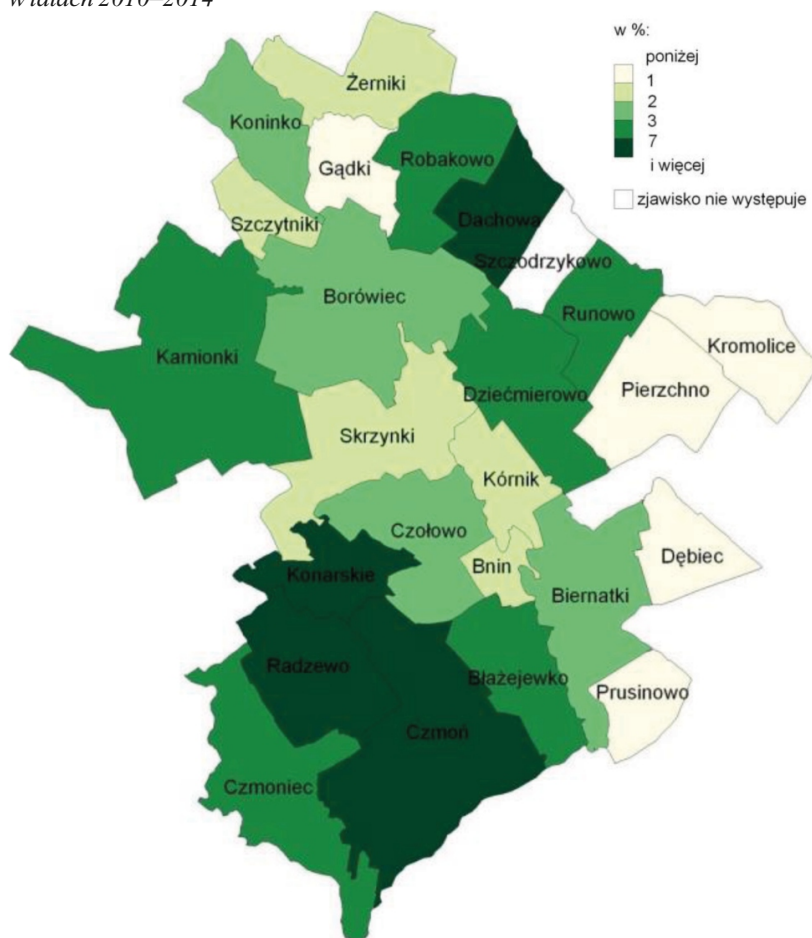 w latach 2010–2014
w %:
poniżej
1
2
3
7
i więcej
zjawisko nie występuje
Żerniki
Koninko
Gądki
Robakowo
Szczytniki
Dachowa
Szczodrzykowo
Borówiec
Runowo
Kamionki
Kromolice
Pierzchno
Dziećmierowo
Skrzynki
Kórnik
Czołowo
Dębiec
Bnin
Konarskie
Biernatki
Radzewo
Błażejewko
Prusinowo
Czmoń
Czmoniec